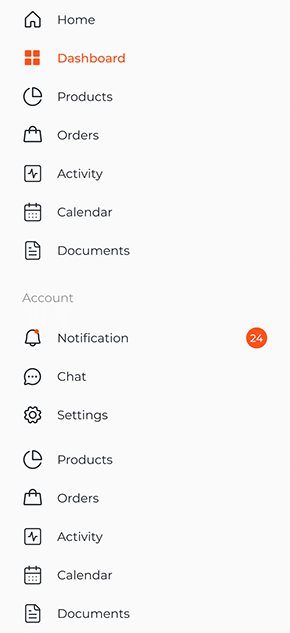 Home
Dashboard
Products
Orders
Activity
Calendar
Documents
Account
Notification 24
Chat
Settings
Products
Orders
Activity
Calendar
Documents